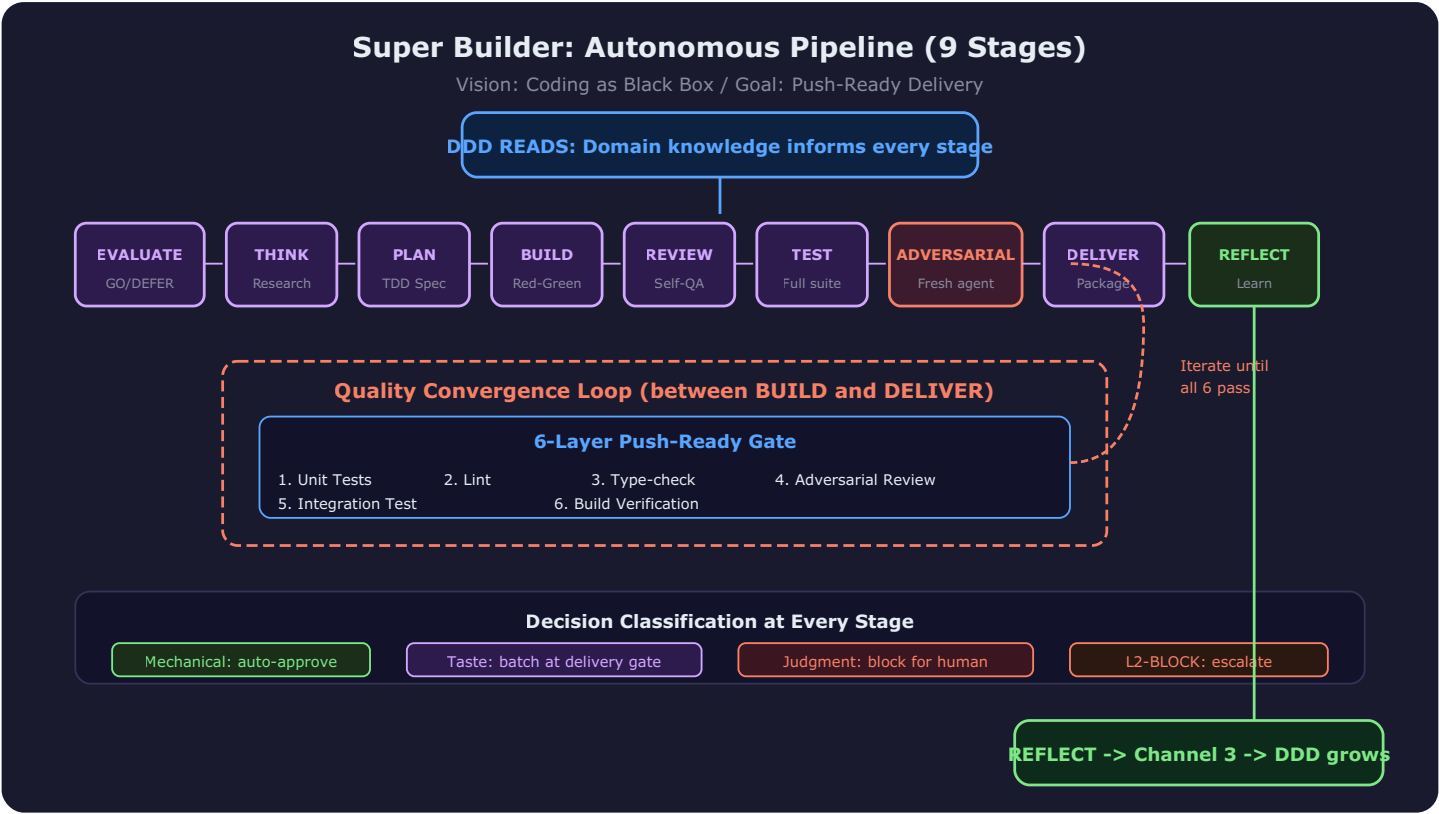 Super Builder: Autonomous Pipeline (9 Stages)
Vision: Coding as Black Box / Goal: Push-Ready Delivery
DDD READS: Domain knowledge informs every stage
EVALUATE
GO/DEFER
THINK
Research
PLAN
TDD Spec
BUILD
Red-Green
REVIEW
Self-QA
TEST
Full suite
ADVERSARIAL
Fresh agent
DELIVER
Package
REFLECT
Learn
Iterate until
all 6 pass
Quality Convergence Loop (between BUILD and DELIVER)
6-Layer Push-Ready Gate
1. Unit Tests 2. Lint 3. Type-check 4. Adversarial Review
5. Integration Test 6. Build Verification
Decision Classification at Every Stage
Mechanical: auto-approve
Taste: batch at delivery gate
Judgment: block for human
L2-BLOCK: escalate
REFLECT -> Channel 3 -> DDD grows